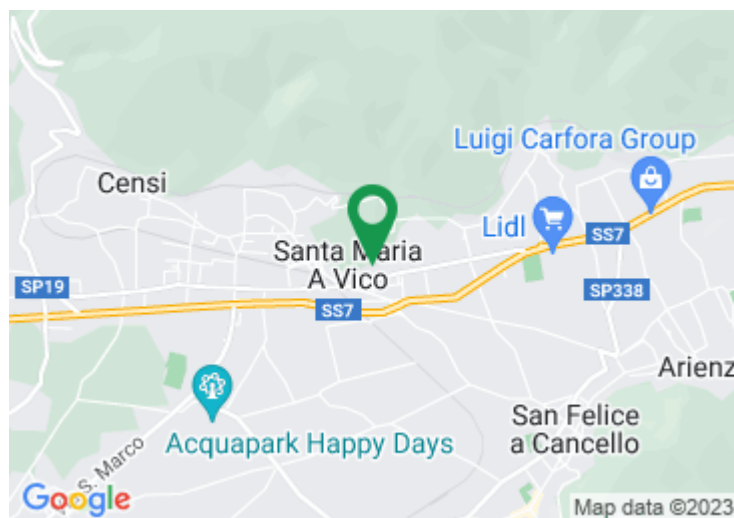 Luigi Carfora Group
Censi
Lidl
SS7
Santa Maria
A Vico
SP19
SS7
SP338
Arienz
San Felice
a Cancello
Acquapark Happy Days
S. Marco
Google
Map data ©2023